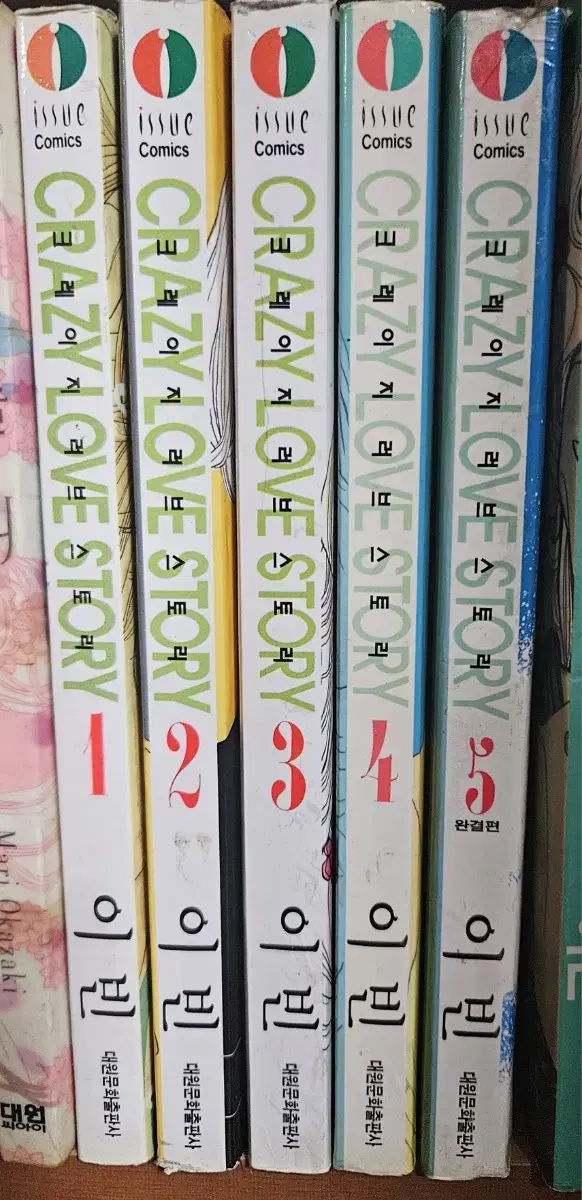 Mari Okazaki
대원
씨아이
issue
Comics
CRAZY LOVE STORY
크레이지 러브 스토리
1
이빈
대원문화출판사
issue
Comics
CRAZY LOVE STORY
크레이지 러브 스토리
2
이빈
대원문화출판사
issue
Comics
CRAZY LOVE STORY
크레이지 러브 스토리
3
이빈
대원문화출판사
issue
Comics
CRAZY LOVE STORY
크레이지 러브 스토리
4
이빈
대원문화출판사
issue
Comics
CRAZY LOVE STORY
크레이지 러브 스토리
5
완결편
이빈
대원문화출판사